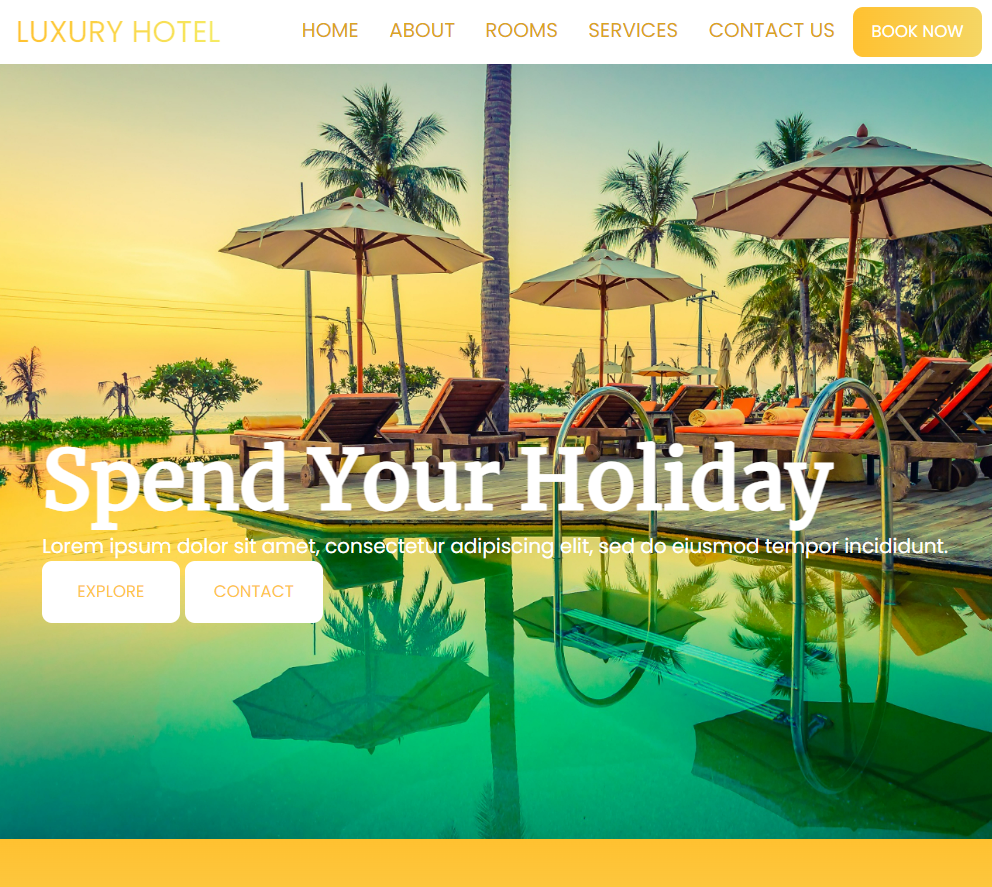 LUXURY HOTEL
HOME ABOUT ROOMS SERVICES CONTACT US BOOK NOW
Spend Your Holiday
Lorem ipsum dolor sit amet, consectetur adipiscing elit, sed do eiusmod tempor incididunt.
EXPLORE CONTACT